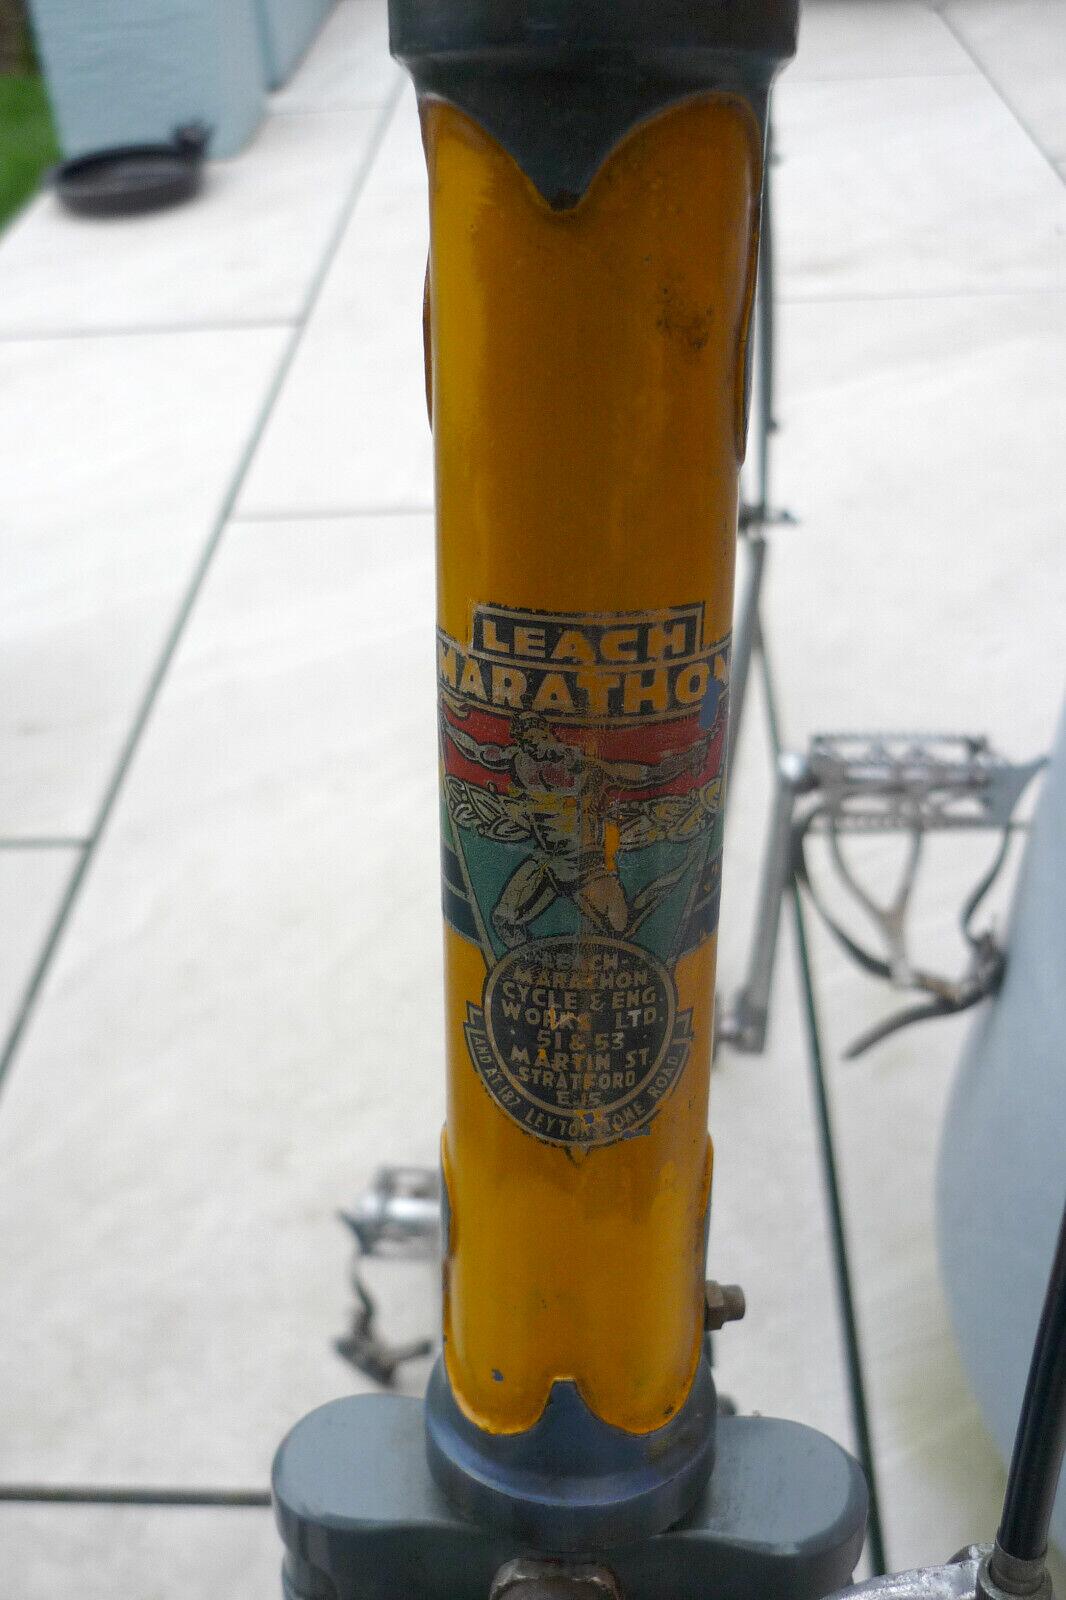 LEACH
MARATHON
LEACH-
MARATHON
CYCLE & ENG.
WORKS LTD.
51 & 53
MARTIN ST.
STRATFORD
E.15
AND AT 187 LEYTONSTONE ROAD.